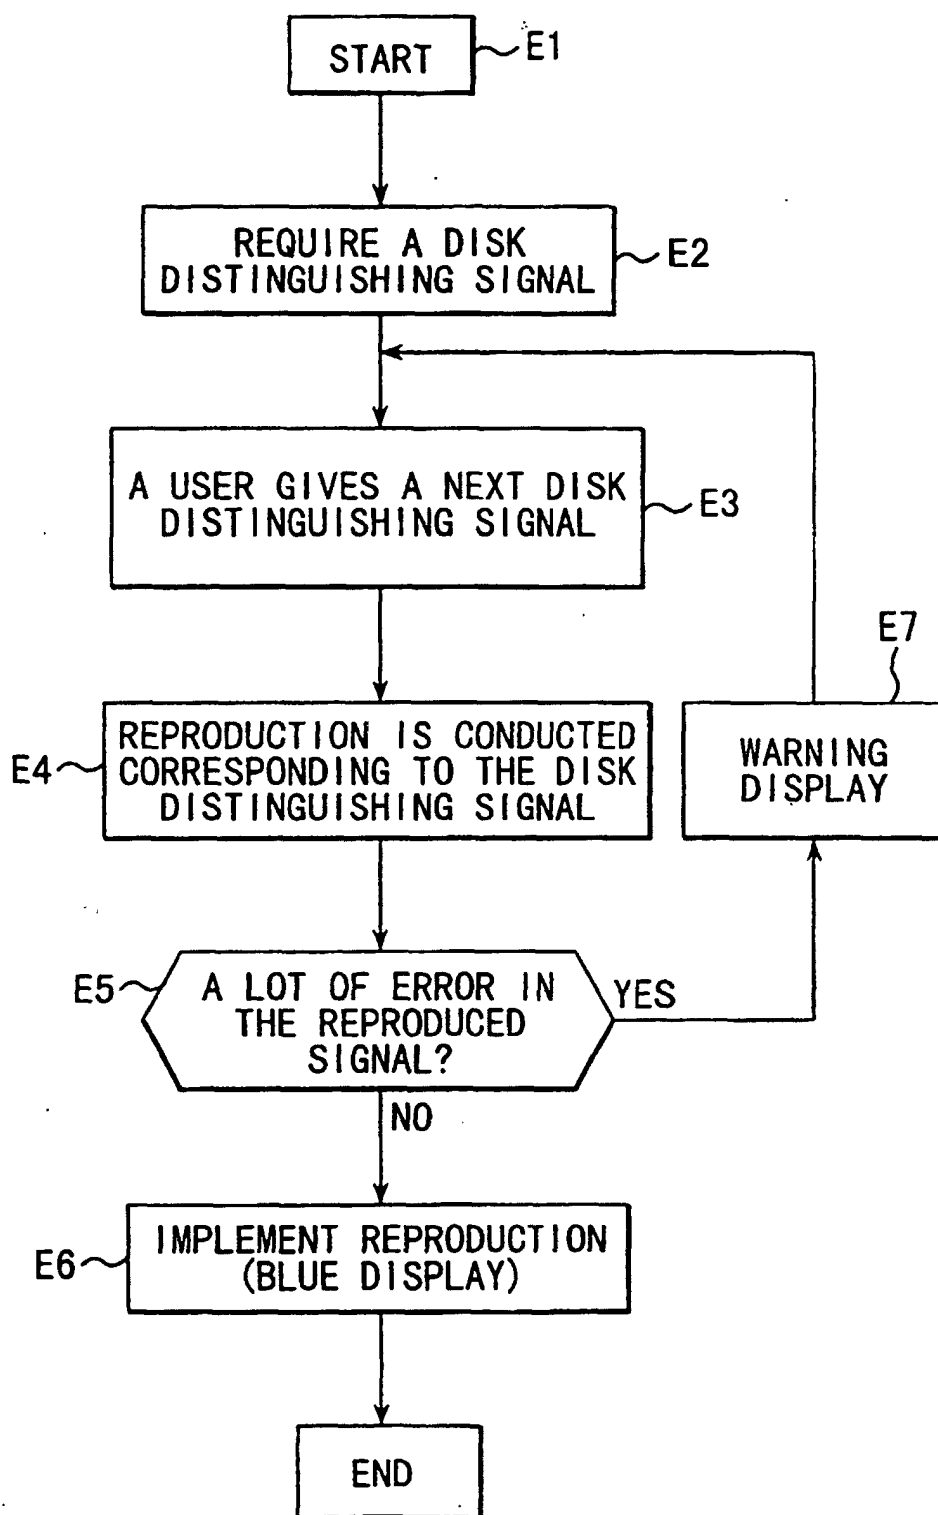 START
E1
REQUIRE A DISK
DISTINGUISHING SIGNAL
E2
A USER GIVES A NEXT DISK
DISTINGUISHING SIGNAL
E3
E7
REPRODUCTION IS CONDUCTED
CORRESPONDING TO THE DISK
DISTINGUISHING SIGNAL
E4
WARNING
DISPLAY
E5
A LOT OF ERROR IN
THE REPRODUCED
SIGNAL?
YES
NO
IMPLEMENT REPRODUCTION
(BLUE DISPLAY)
E6
END